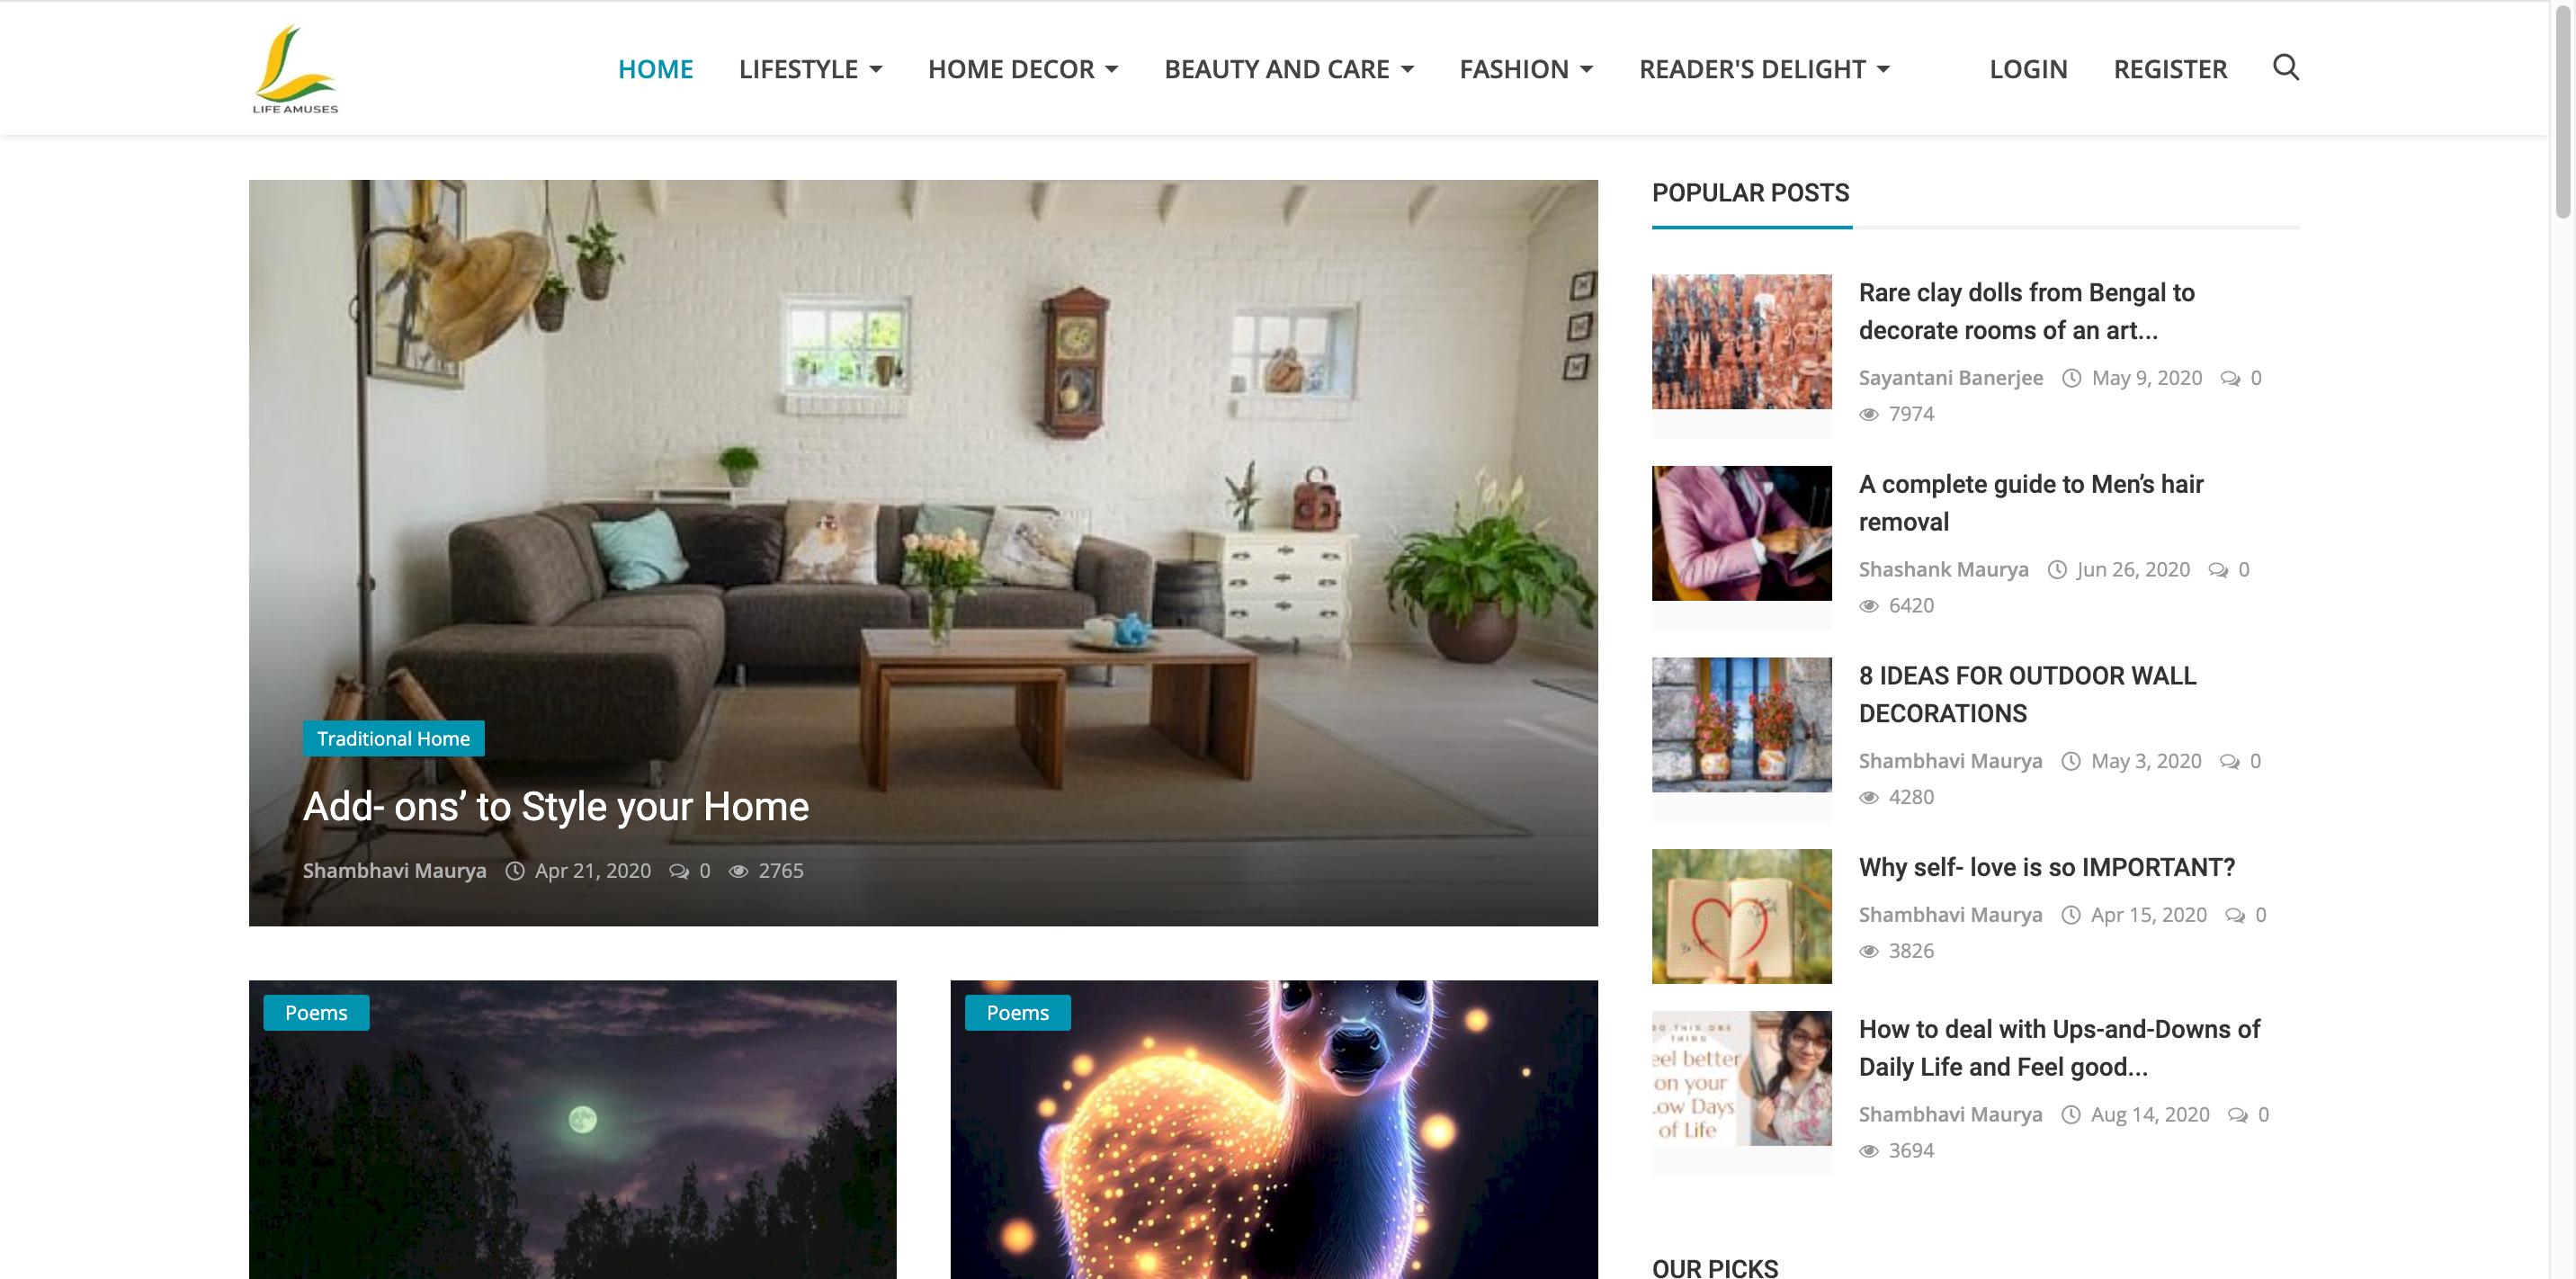 LIFE AMUSES
HOME
LIFESTYLE
HOME DECOR
BEAUTY AND CARE
FASHION
READER'S DELIGHT
LOGIN
REGISTER
Traditional Home
Add- ons’ to Style your Home
Shambhavi Maurya Apr 21, 2020 0 2765
Poems
Poems
POPULAR POSTS
Rare clay dolls from Bengal to
decorate rooms of an art...
Sayantani Banerjee May 9, 2020 0
7974
A complete guide to Men’s hair
removal
Shashank Maurya Jun 26, 2020 0
6420
8 IDEAS FOR OUTDOOR WALL
DECORATIONS
Shambhavi Maurya May 3, 2020 0
4280
Why self- love is so IMPORTANT?
Shambhavi Maurya Apr 15, 2020 0
3826
DO THIS ONE
THING
eel better
on your
Low Days
of Life
How to deal with Ups-and-Downs of
Daily Life and Feel good...
Shambhavi Maurya Aug 14, 2020 0
3694
OUR PICKS